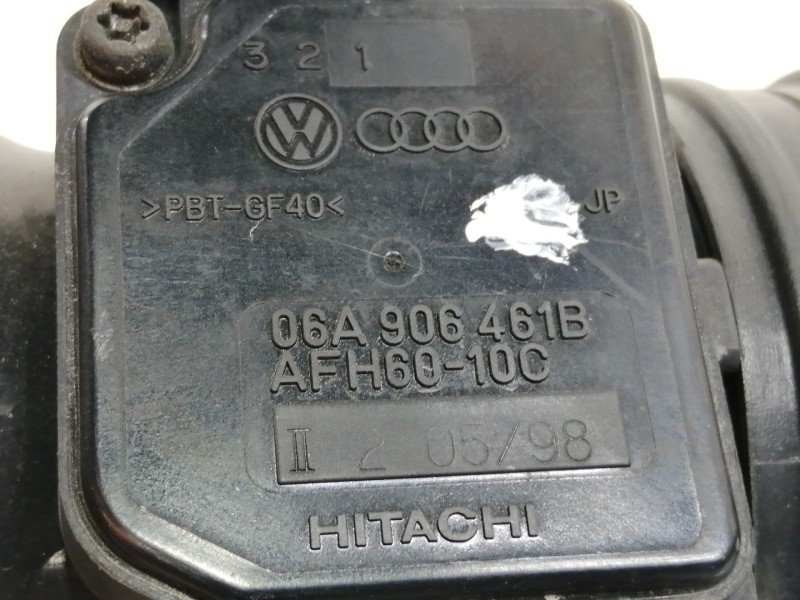 3 2 1
>PBT-GF40<
JP
06A 906 461B
AFH60-10C
II 2 05/98
HITACHI